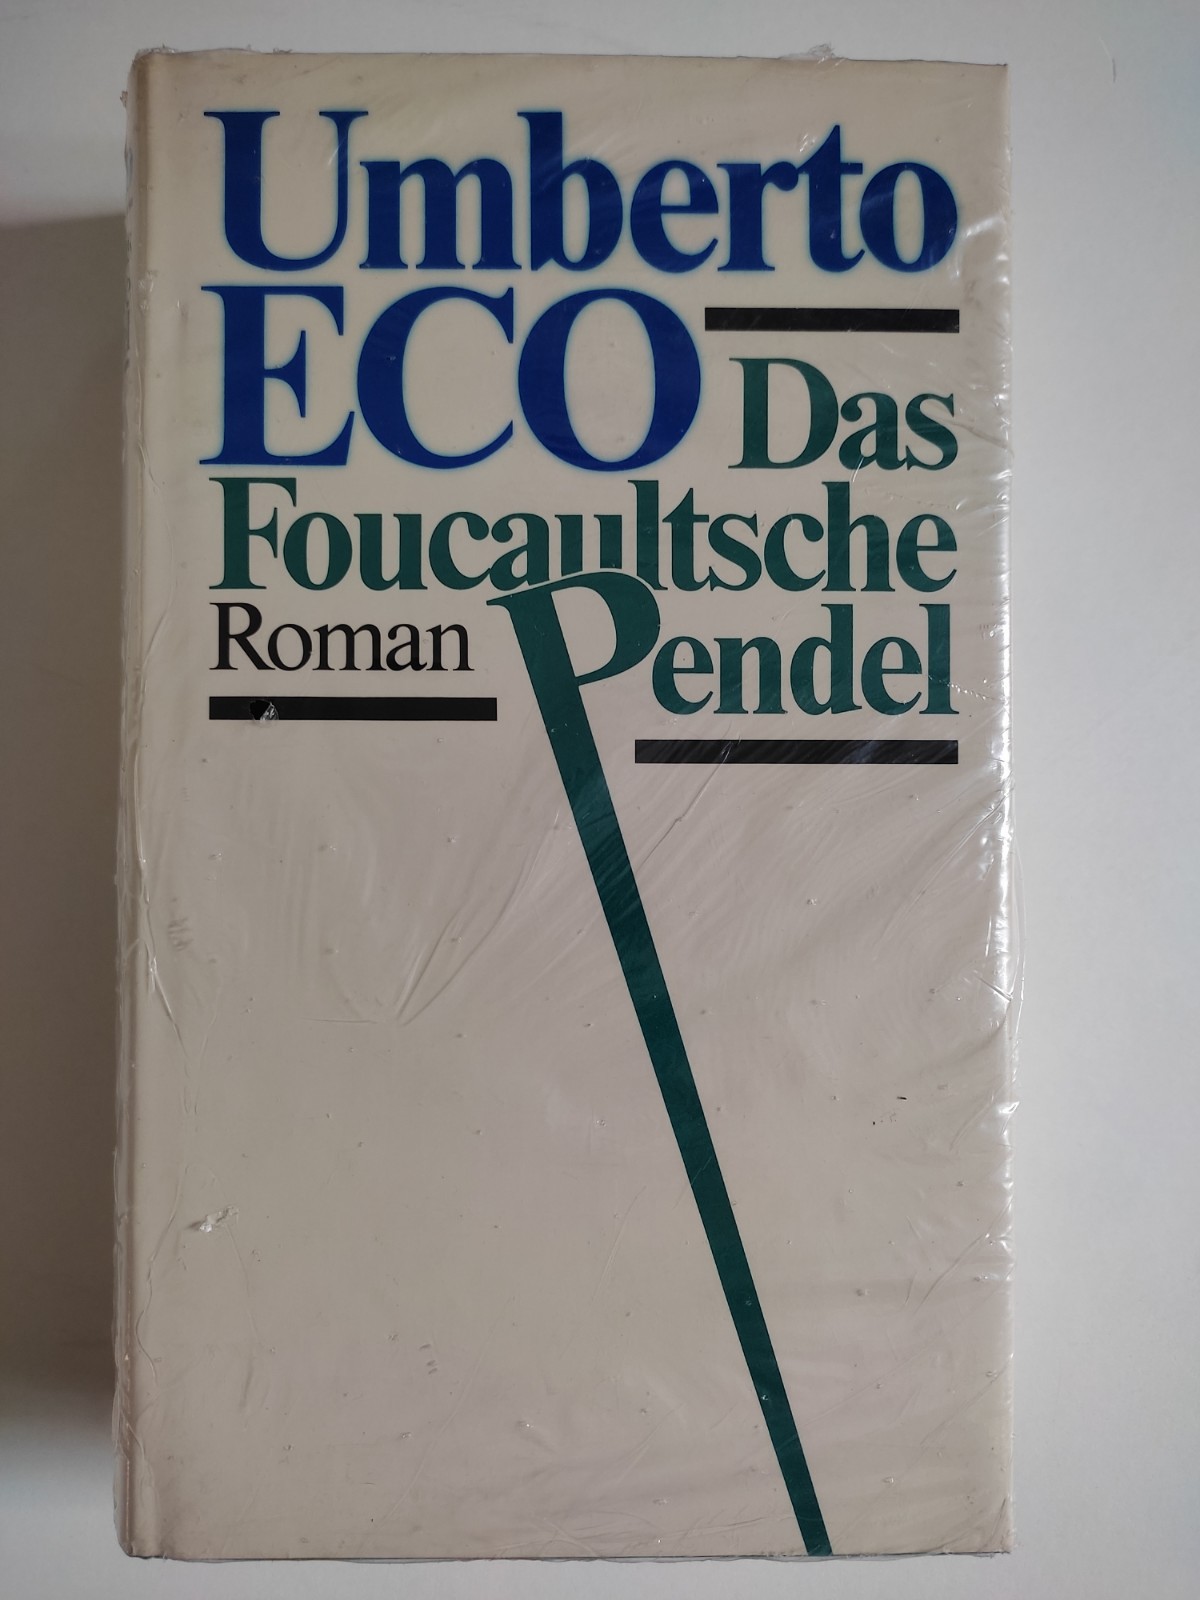 Umberto
ECO
Das
Foucaultsche
Roman
Pendel